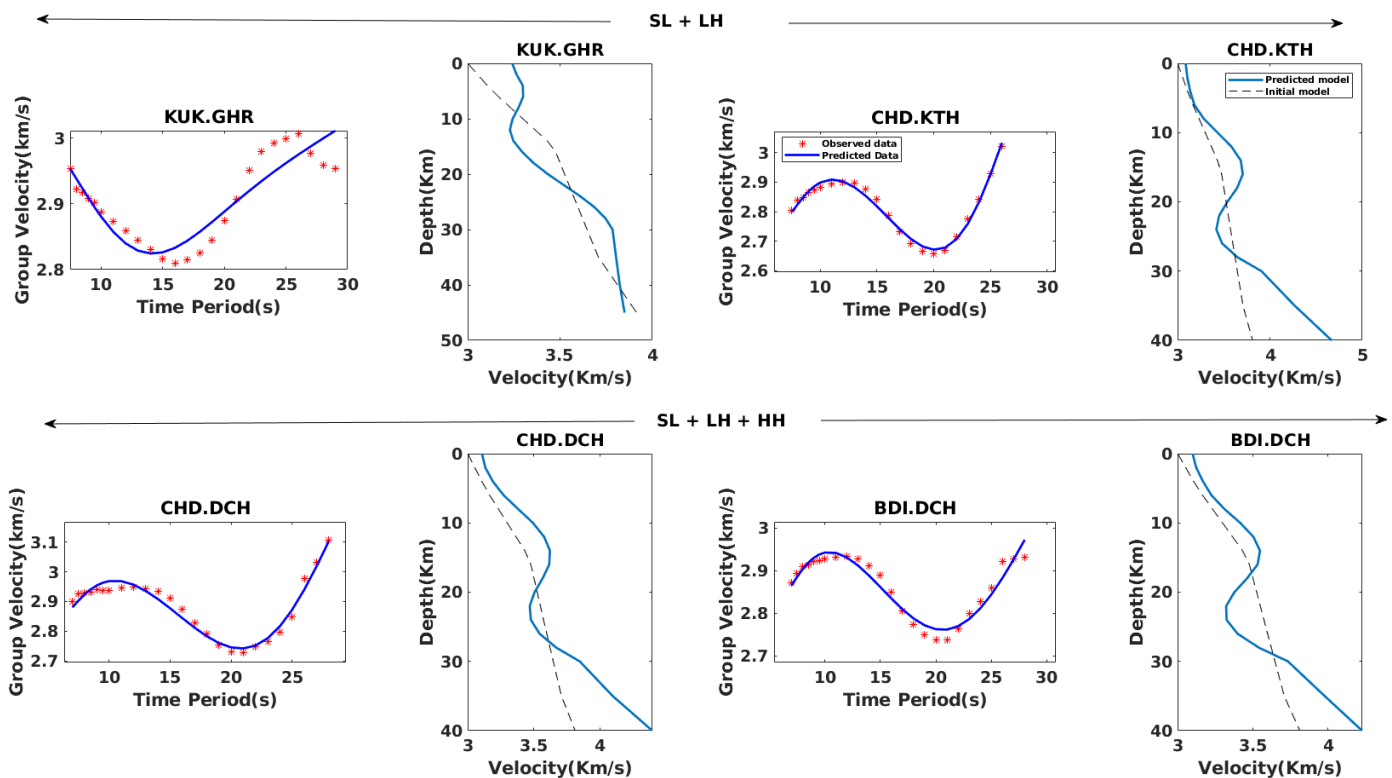 SL + LH
KUK.GHR
3
2.9
2.8
10
15
20
25
30
Group Velocity(km/s)
Time Period(s)
KUK.GHR
0
10
20
30
40
50
3
3.5
4
Depth(Km)
Velocity(Km/s)
CHD.KTH
Observed data
Predicted Data
3
2.9
2.8
2.7
2.6
10
15
20
25
30
Group Velocity(km/s)
Time Period(s)
CHD.KTH
Predicted model
Initial model
0
10
20
30
40
3
4
5
Depth(Km)
Velocity(Km/s)
SL + LH + HH
CHD.DCH
3.1
3
2.9
2.8
2.7
10
15
20
25
Group Velocity(km/s)
Time Period(s)
CHD.DCH
0
10
20
30
40
3
3.5
4
Depth(Km)
Velocity(Km/s)
BDI.DCH
3
2.9
2.8
2.7
10
15
20
25
30
Group Velocity(km/s)
Time Period(s)
BDI.DCH
0
10
20
30
40
3
3.5
4
Depth(Km)
Velocity(Km/s)